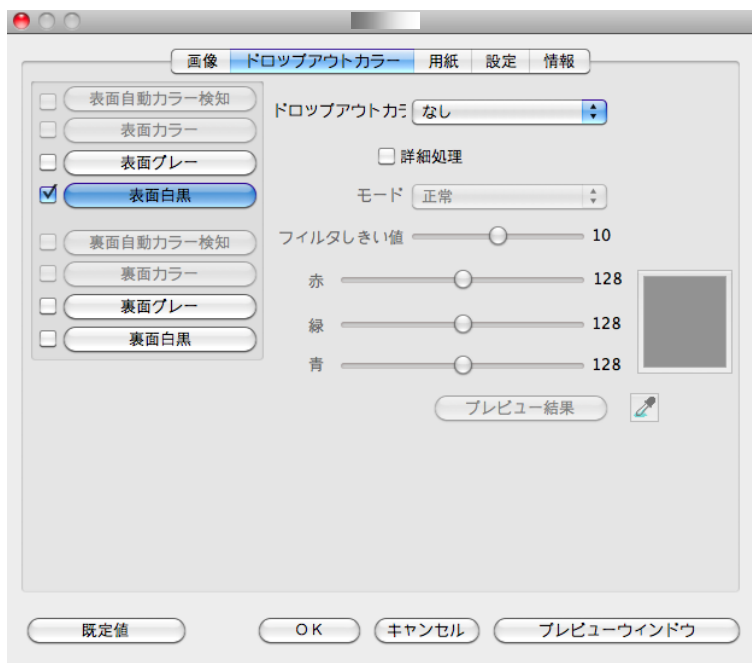 画像 ドロップアウトカラー 用紙 設定 情報
表面自動カラー検知
表面カラー
表面グレー
表面白黒
裏面自動カラー検知
裏面カラー
裏面グレー
裏面白黒
ドロップアウトカラ なし
詳細処理
モード 正常
フィルタしきい値 10
赤 128
緑 128
青 128
プレビュー結果
既定値 OK キャンセル プレビューウインドウ